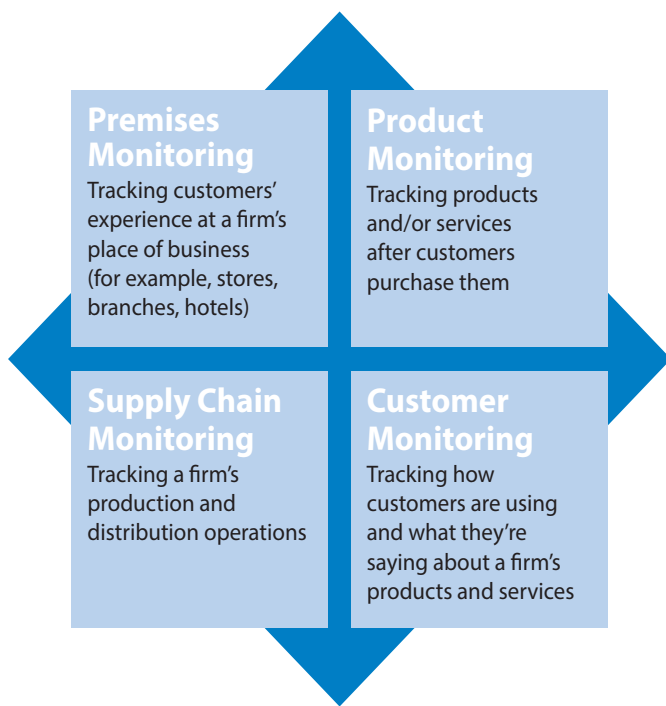 Premises
Monitoring
Tracking customers’
experience at a firm’s
place of business
(for example, stores,
branches, hotels)
Product
Monitoring
Tracking products
and/or services
after customers
purchase them
Supply Chain
Monitoring
Tracking a firm’s
production and
distribution operations
Customer
Monitoring
Tracking how
customers are using
and what they’re
saying about a firm’s
products and services